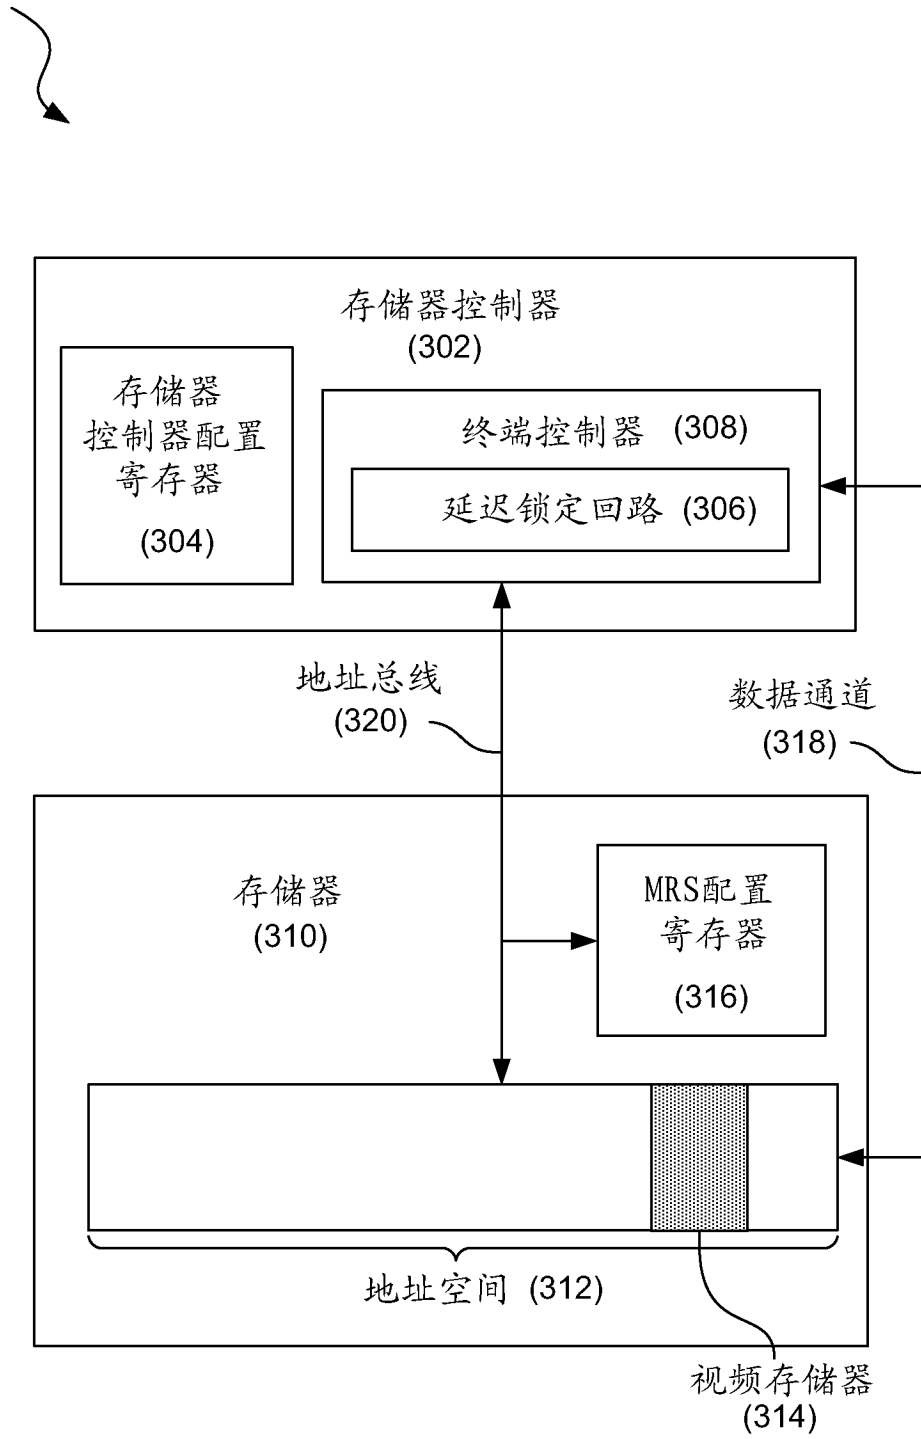 存储器控制器
(302)
存储器
控制器配置
寄存器
(304)
终端控制器 (308)
延迟锁定回路 (306)
地址总线
(320)
数据通道
(318)
存储器
(310)
MRS配置
寄存器
(316)
地址空间 (312)
视频存储器
(314)